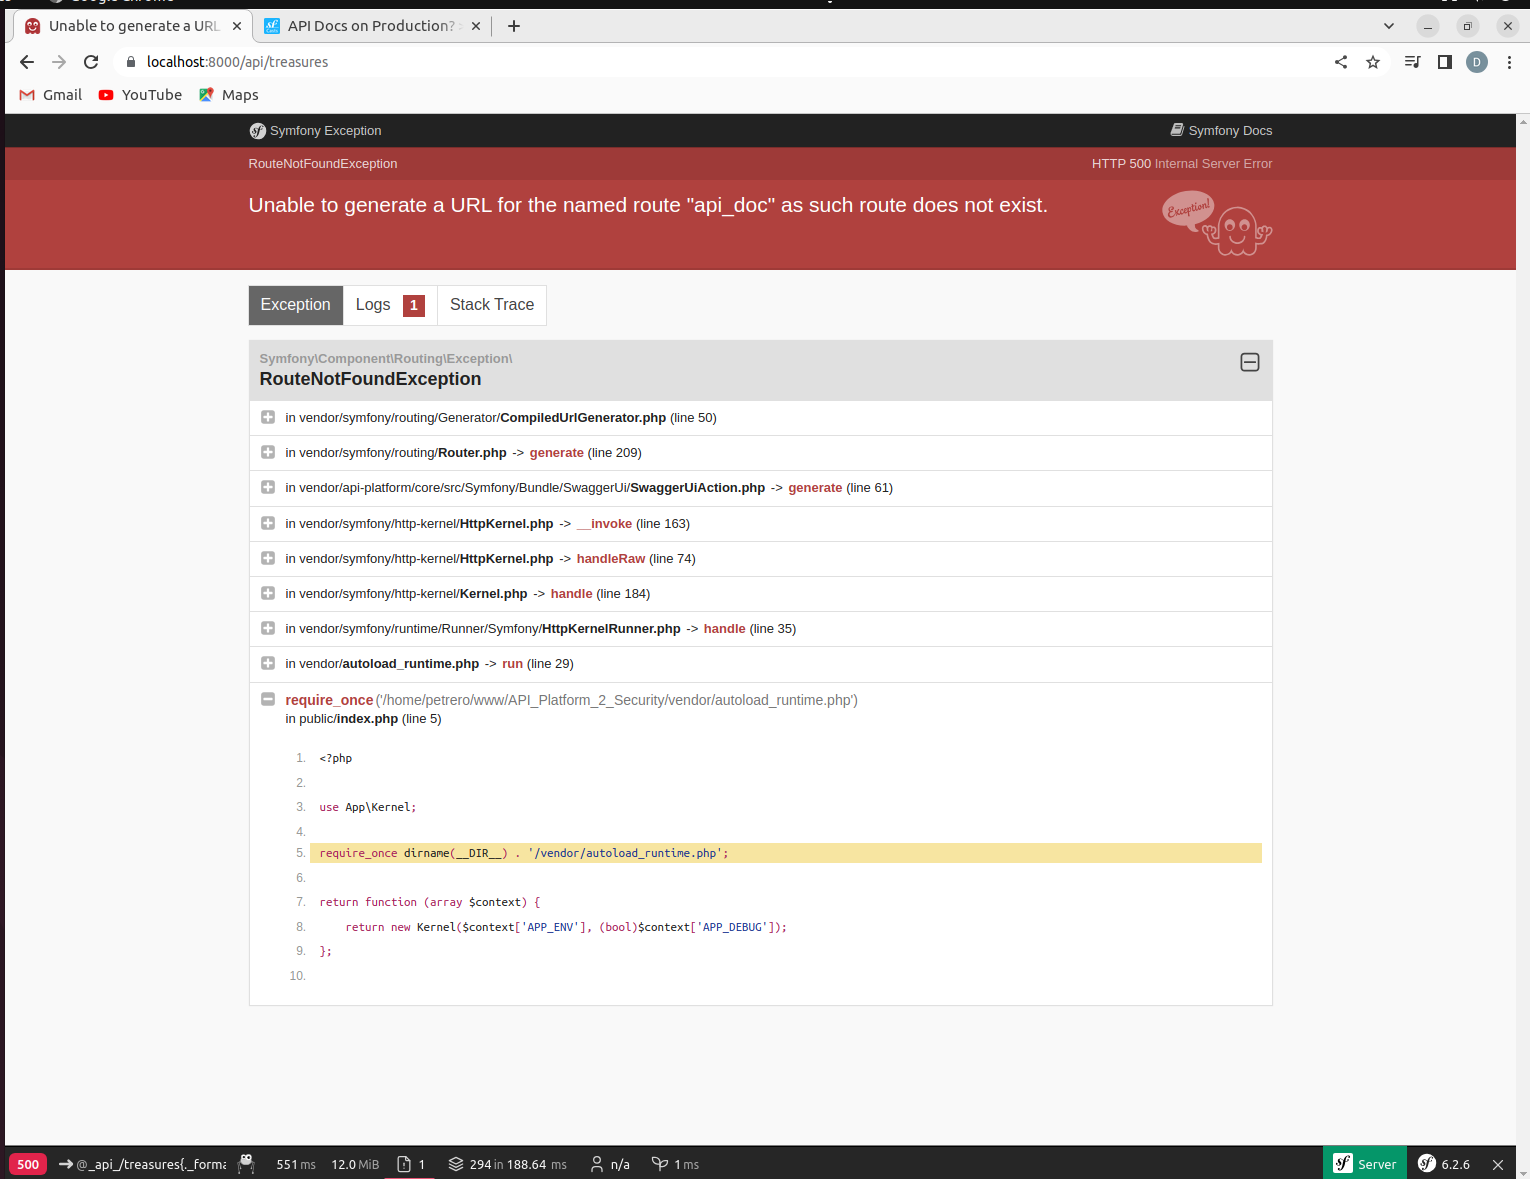 Unable to generate a URL
API Docs on Production?
localhost:8000/api/treasures
D
Gmail
YouTube
Maps
Symfony Exception
Symfony Docs
RouteNotFoundException
HTTP 500 Internal Server Error
Unable to generate a URL for the named route "api_doc" as such route does not exist.
Exception!
Exception
Logs 1
Stack Trace
Symfony\Component\Routing\Exception\
RouteNotFoundException
in vendor/symfony/routing/Generator/CompiledUrlGenerator.php (line 50)
in vendor/symfony/routing/Router.php -> generate (line 209)
in vendor/api-platform/core/src/Symfony/Bundle/SwaggerUi/SwaggerUiAction.php -> generate (line 61)
in vendor/symfony/http-kernel/HttpKernel.php -> __invoke (line 163)
in vendor/symfony/http-kernel/HttpKernel.php -> handleRaw (line 74)
in vendor/symfony/http-kernel/Kernel.php -> handle (line 184)
in vendor/symfony/runtime/Runner/Symfony/HttpKernelRunner.php -> handle (line 35)
in vendor/autoload_runtime.php -> run (line 29)
require_once('/home/petrero/www/API_Platform_2_Security/vendor/autoload_runtime.php')
in public/index.php (line 5)
1. <?php
2.
3. use App\Kernel;
4.
5. require_once dirname(__DIR__) . '/vendor/autoload_runtime.php';
6.
7. return function (array $context) {
8. return new Kernel($context['APP_ENV'], (bool)$context['APP_DEBUG']);
9. };
10.
500
@_api_/treasures{._forma
551 ms
12.0 MiB
1
294 in 188.64 ms
n/a
1 ms
Server
6.2.6